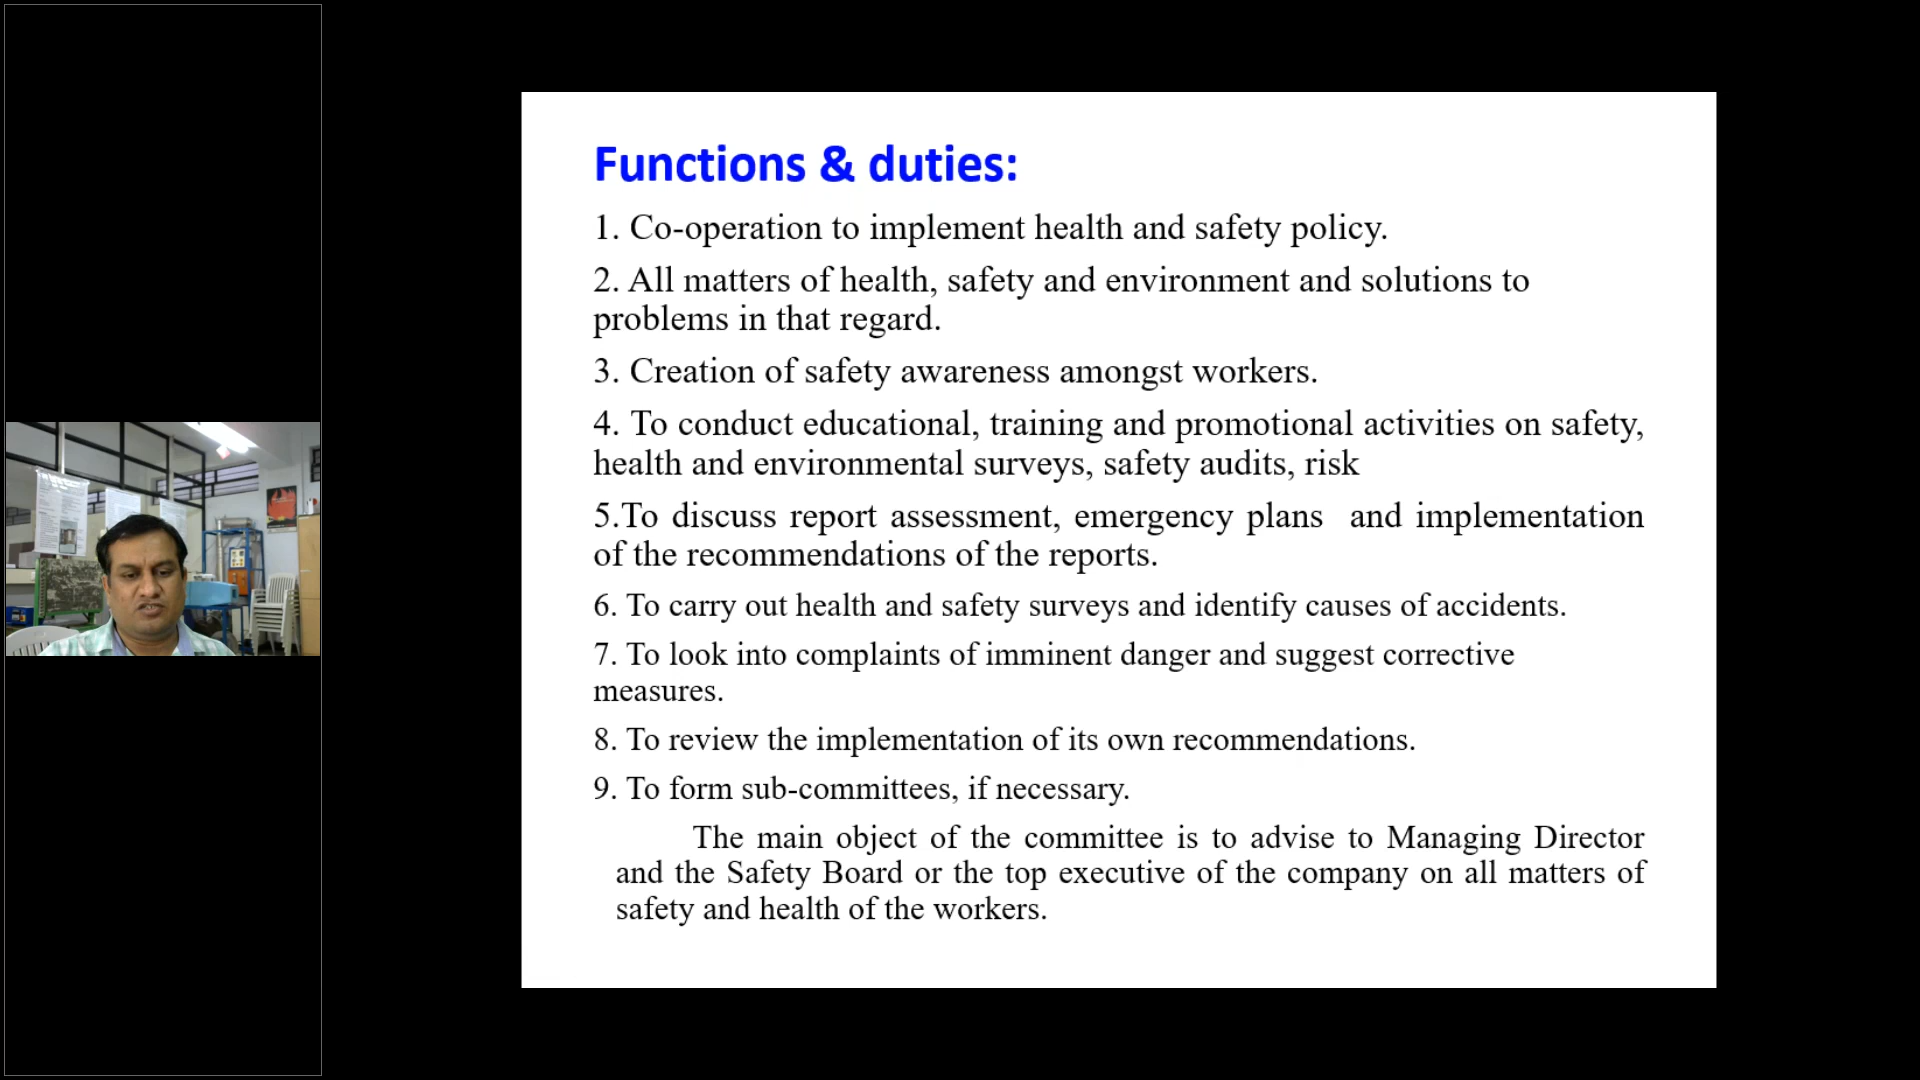 Functions & duties:
1. Co-operation to implement health and safety policy.
2. All matters of health, safety and environment and solutions to
problems in that regard.
3. Creation of safety awareness amongst workers.
4. To conduct educational, training and promotional activities on safety,
health and environmental surveys, safety audits, risk
5.To discuss report assessment, emergency plans and implementation
of the recommendations of the reports.
6. To carry out health and safety surveys and identify causes of accidents.
7. To look into complaints of imminent danger and suggest corrective
measures.
8. To review the implementation of its own recommendations.
9. To form sub-committees, if necessary.
The main object of the committee is to advise to Managing Director
and the Safety Board or the top executive of the company on all matters of
safety and health of the workers.